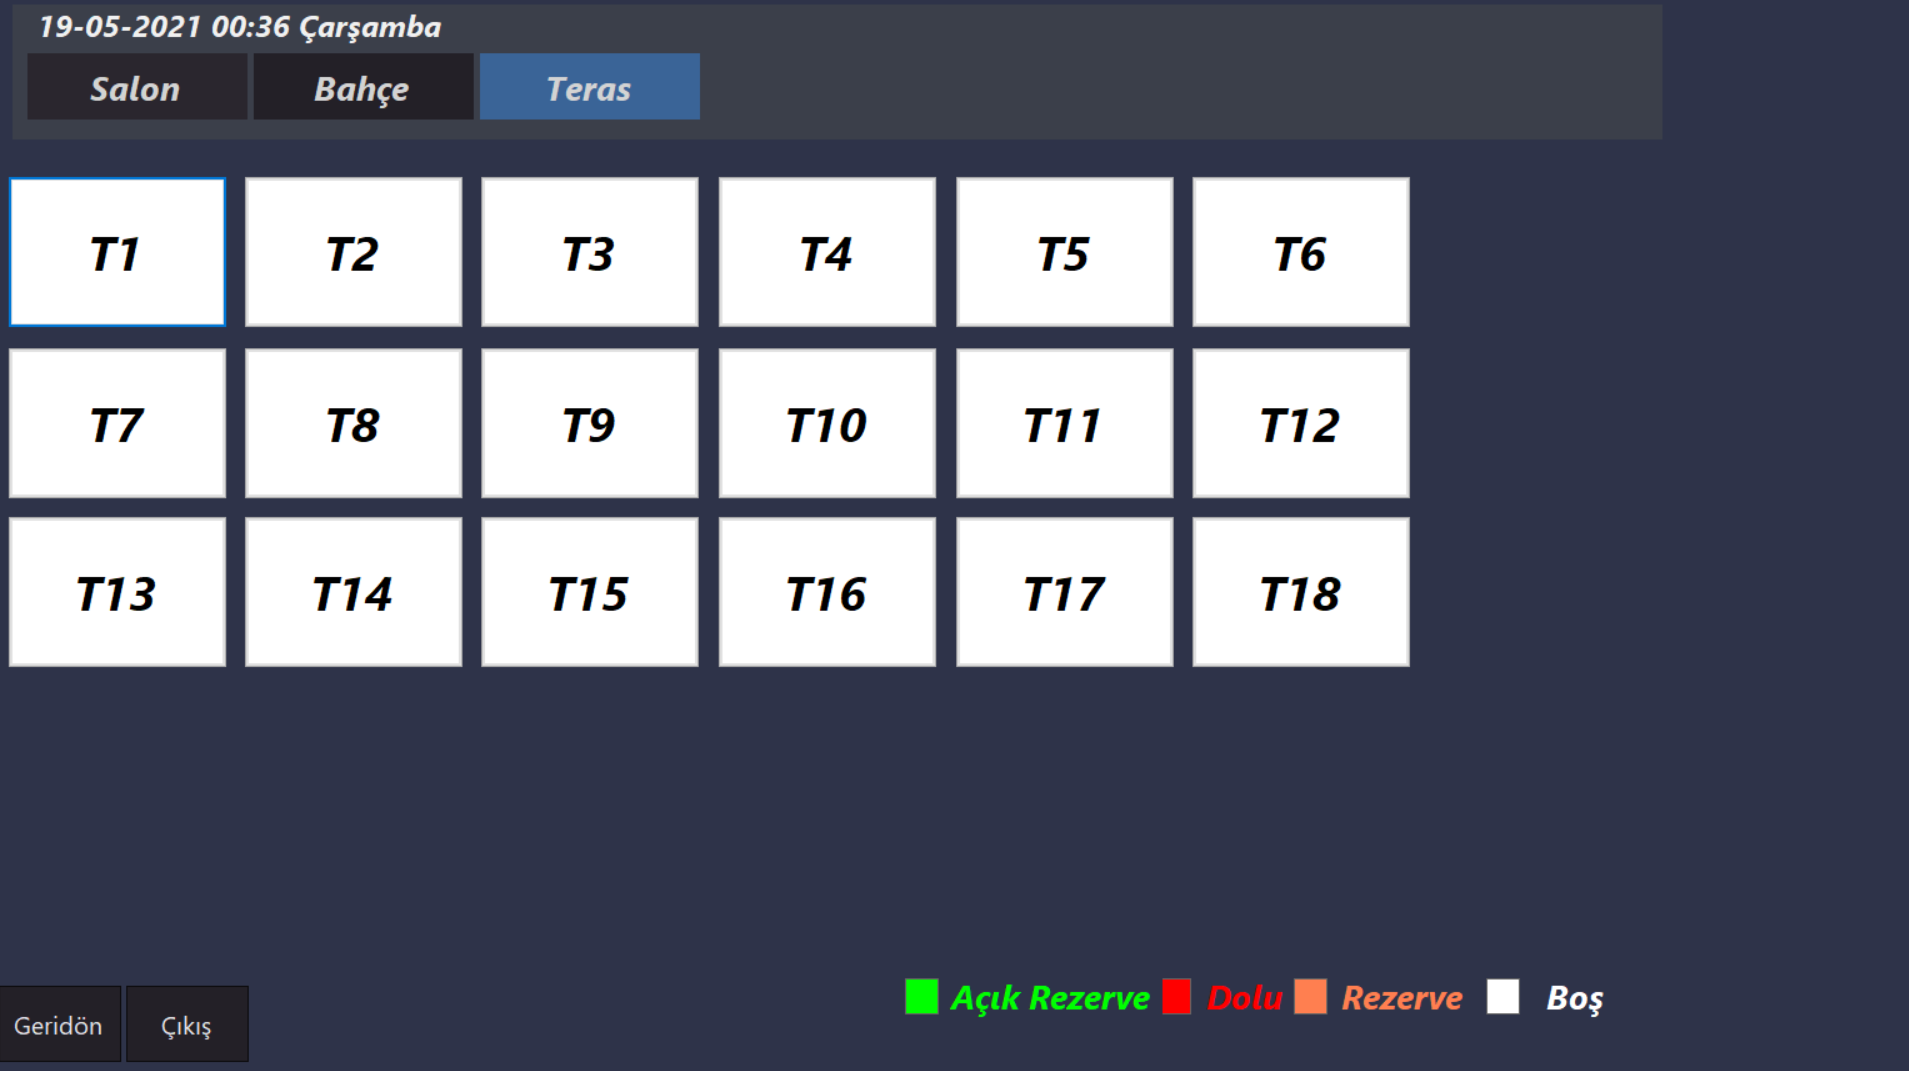 19-05-2021 00:36 Çarşamba
Salon Bahçe Teras
T1 T2 T3 T4 T5 T6
T7 T8 T9 T10 T11 T12
T13 T14 T15 T16 T17 T18
Açık Rezerve Dolu Rezerve Boş
Geridön Çıkış